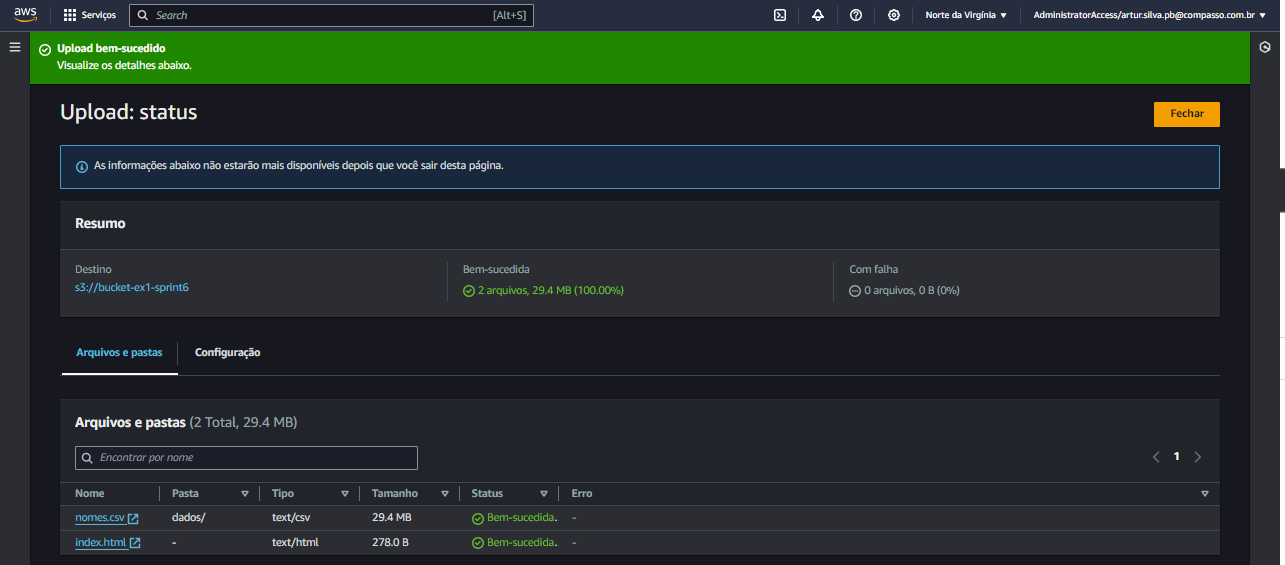 aws Serviços Search [Alt+S] Norte da Virgínia AdministratorAccess/artur.silva.pb@compasso.com.br
Upload bem-sucedido
Visualize os detalhes abaixo.
Upload: status
Fechar
As informações abaixo não estarão mais disponíveis depois que você sair desta página.
Resumo
Destino
s3://bucket-ex1-sprint6
Bem-sucedida
2 arquivos, 29.4 MB (100.00%)
Com falha
0 arquivos, 0 B (0%)
Arquivos e pastas Configuração
Arquivos e pastas (2 Total, 29.4 MB)
Encontrar por nome
1
Nome Pasta Tipo Tamanho Status Erro
nomes.csv dados/ text/csv 29.4 MB Bem-sucedida. -
index.html - text/html 278.0 B Bem-sucedida. -